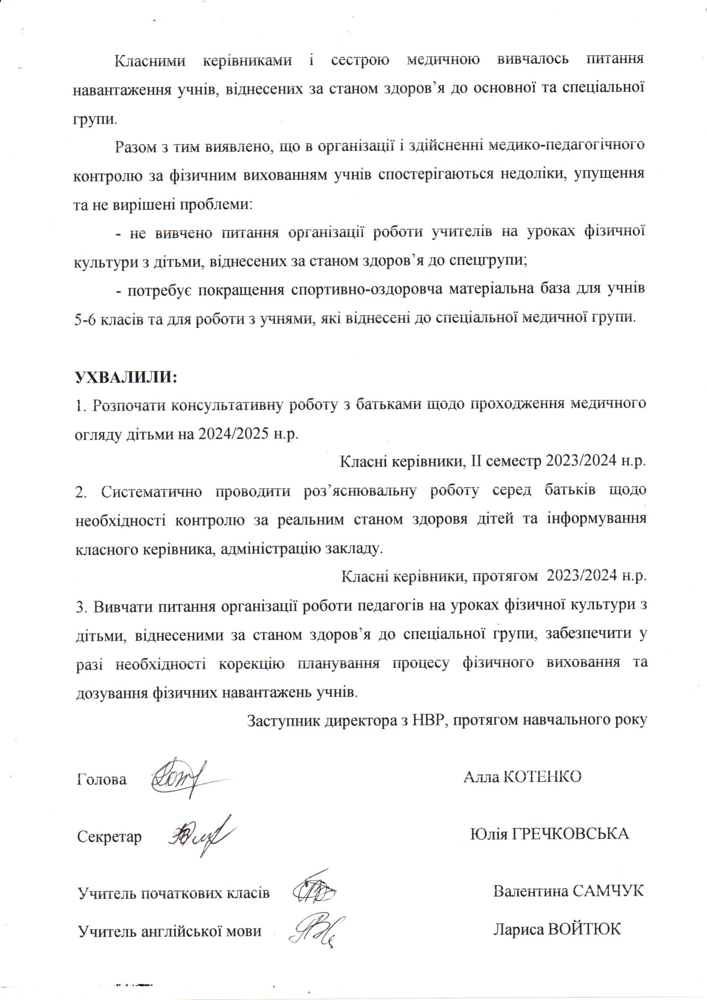 Класними керівниками і сестрою медичною вивчалось питання
навантаження учнів, віднесених за станом здоров’я до основної та спеціальної
групи.
Разом з тим виявлено, що в організації і здійсненні медико-педагогічного
контролю за фізичним вихованням учнів спостерігаються недоліки, упущення
та не вирішені проблеми:
- не вивчено питання організації роботи учителів на уроках фізичної
культури з дітьми, віднесених за станом здоров’я до спецгрупи;
- потребує покращення спортивно-оздоровча матеріальна база для учнів
5-6 класів та для роботи з учнями, які віднесені до спеціальної медичної групи.
УХВАЛИЛИ:
1. Розпочати консультативну роботу з батьками щодо проходження медичного
огляду дітьми на 2024/2025 н.р.
Класні керівники, ІІ семестр 2023/2024 н.р.
2. Систематично проводити роз’яснювальну роботу серед батьків щодо
необхідності контролю за реальним станом здоровя дітей та інформування
класного керівника, адміністрацію закладу.
Класні керівники, протягом 2023/2024 н.р.
3. Вивчати питання організації роботи педагогів на уроках фізичної культури з
дітьми, віднесеними за станом здоров’я до спеціальної групи, забезпечити у
разі необхідності корекцію планування процесу фізичного виховання та
дозування фізичних навантажень учнів.
Заступник директора з НВР, протягом навчального року
Голова Алла КОТЕНКО
Секретар Юлія ГРЕЧКОВСЬКА
Учитель початкових класів Валентина САМЧУК
Учитель англійської мови Лариса ВОЙТЮК